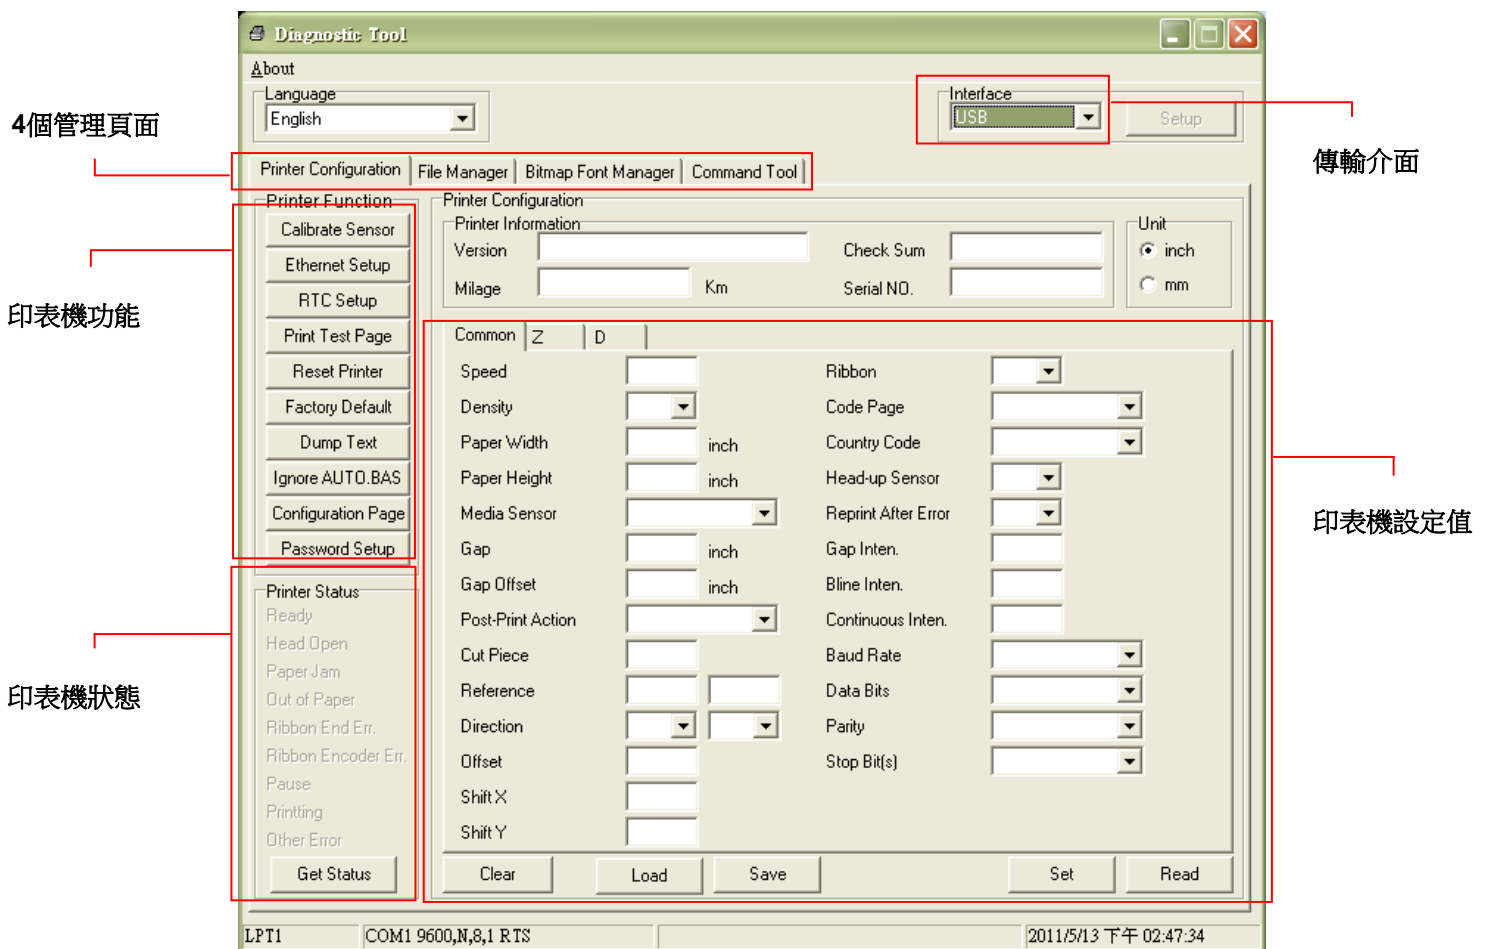 Diagnostic Tool
About
Language
English
Interface
USB
Setup
4個管理頁面
傳輸介面
Printer Configuration
File Manager
Bitmap Font Manager
Command Tool
Printer Function
Calibrate Sensor
Ethernet Setup
RTC Setup
Print Test Page
Reset Printer
Factory Default
Dump Text
Ignore AUTO.BAS
Configuration Page
Password Setup
印表機功能
Printer Status
Ready
Head Open
Paper Jam
Out of Paper
Ribbon End Err.
Ribbon Encoder Err.
Pause
Printting
Other Error
Get Status
印表機狀態
Printer Configuration
Printer Information
Version
Check Sum
Milage
Km
Serial NO.
Unit
inch
mm
Common
Z
D
Speed
Ribbon
Density
Code Page
Paper Width
inch
Country Code
Paper Height
inch
Head-up Sensor
Media Sensor
Reprint After Error
Gap
inch
Gap Inten.
Gap Offset
inch
Bline Inten.
Post-Print Action
Continuous Inten.
Cut Piece
Baud Rate
Reference
Data Bits
Direction
Parity
Offset
Stop Bit(s)
Shift X
Shift Y
印表機設定值
Clear
Load
Save
Set
Read
LPT1
COM1 9600,N,8,1 RTS
2011/5/13 下午 02:47:34